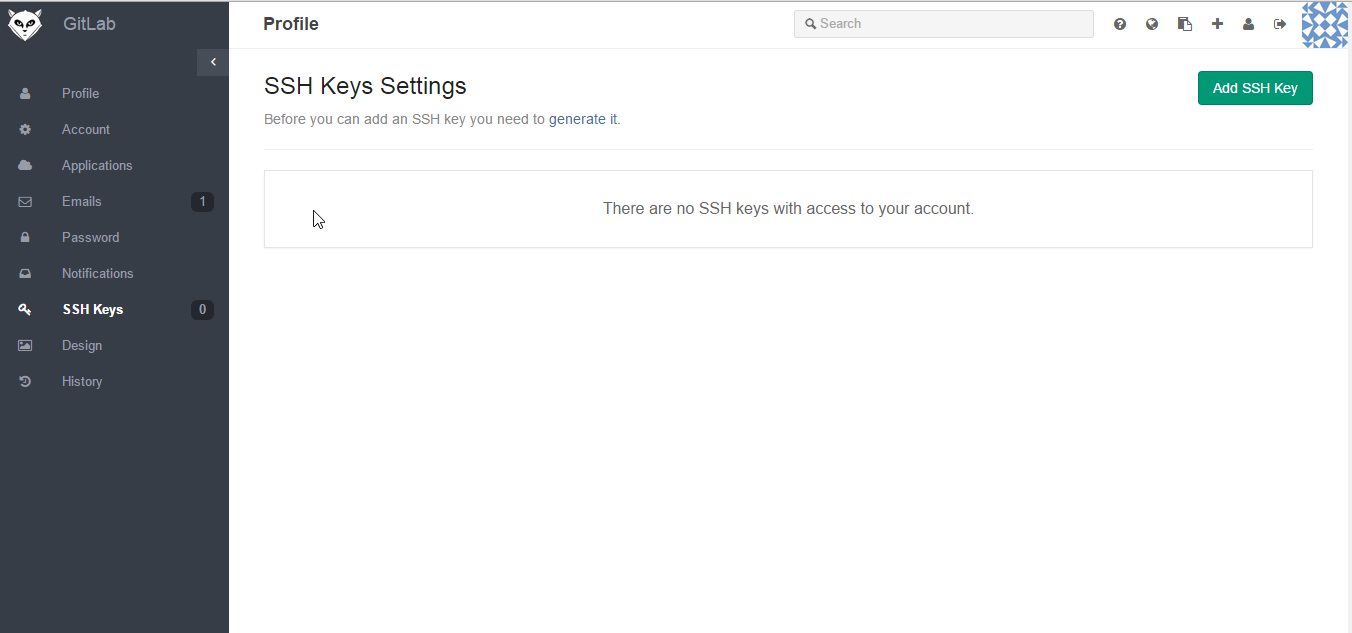 GitLab
Profile
Search
Profile
Account
Applications
Emails 1
Password
Notifications
SSH Keys 0
Design
History
SSH Keys Settings
Add SSH Key
Before you can add an SSH key you need to generate it.
There are no SSH keys with access to your account.